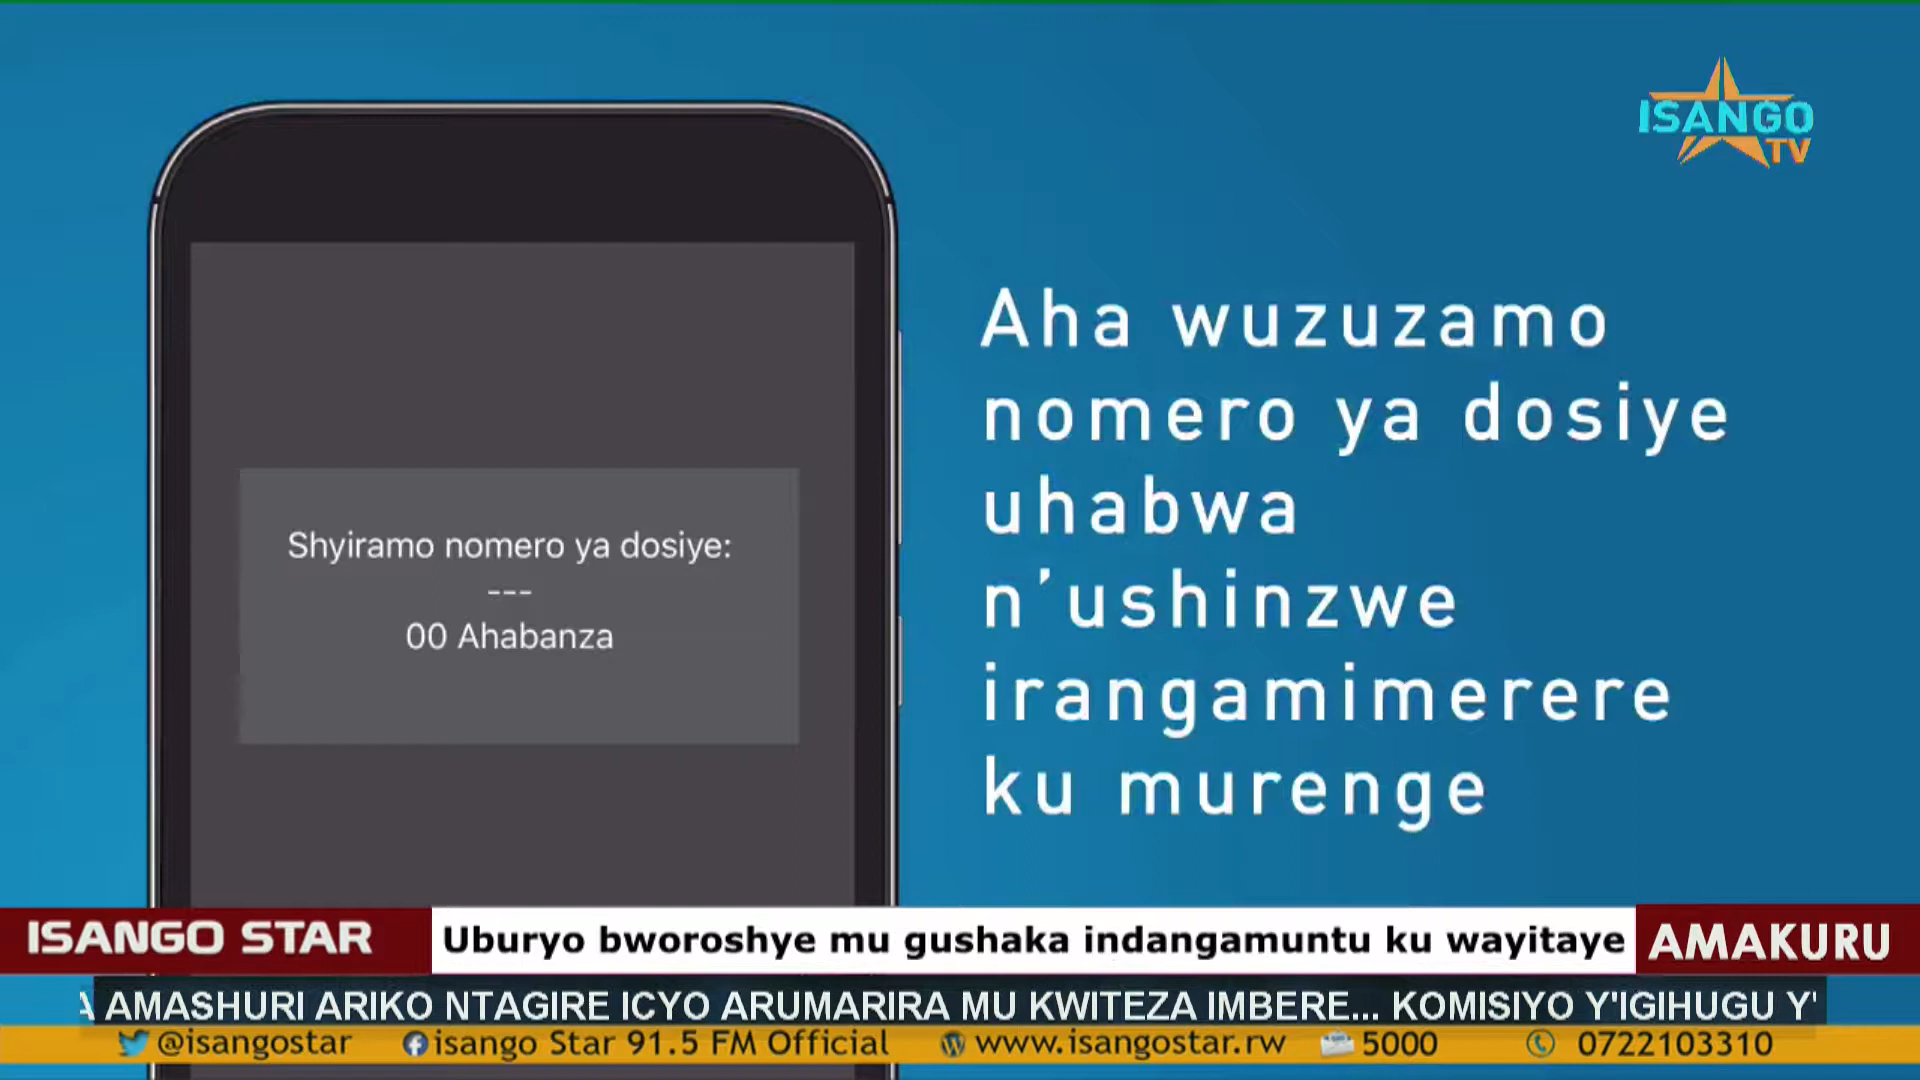 ISANGO
TV
Aha wuzuzamo
nomero ya dosiye
uhabwa
n’ushinzwe
irangamimerere
ku murenge
Shyiramo nomero ya dosiye:
---
00 Ahabanza
ISANGO STAR
Uburyo bworoshye mu gushaka indangamuntu ku wayitaye
AMAKURU
AMASHURI ARIKO NTAGIRE ICYO ARUMARIRA MU KWITEZA IMBERE... KOMISIYO Y'IGIHUGU Y'
@isangostar isango Star 91.5 FM Official www.isangostar.rw 5000 0722103310